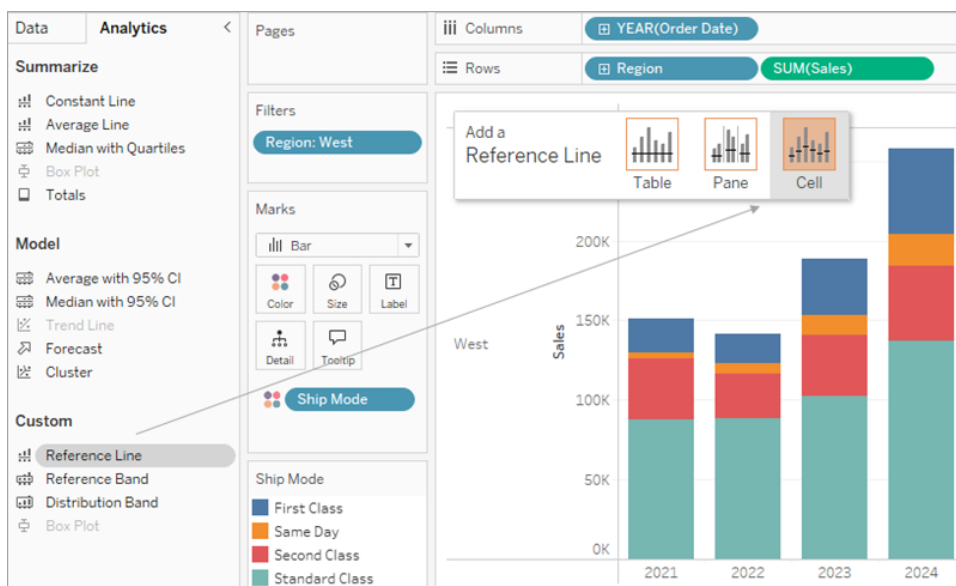 Data
Analytics
Summarize
Constant Line
Average Line
Median with Quartiles
Box Plot
Totals
Model
Average with 95% CI
Median with 95% CI
Trend Line
Forecast
Cluster
Custom
Reference Line
Reference Band
Distribution Band
Box Plot
Pages
Filters
Region: West
Marks
Bar
Color
Size
Label
Detail
Tooltip
Ship Mode
Ship Mode
First Class
Same Day
Second Class
Standard Class
Columns
YEAR(Order Date)
Rows
Region
SUM(Sales)
Add a
Reference Line
Table
Pane
Cell
West
Sales
200K
150K
100K
50K
0K
2021
2022
2023
2024